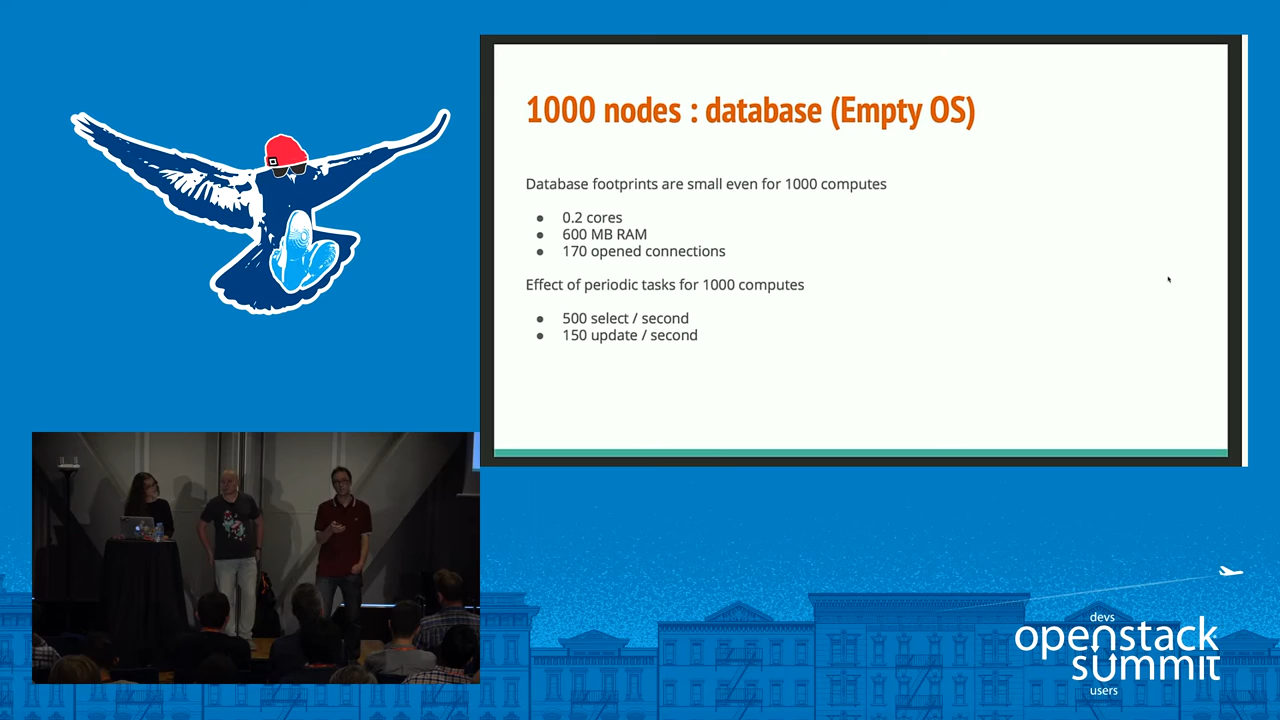 1000 nodes : database (Empty OS)
Database footprints are small even for 1000 computes
● 0.2 cores
● 600 MB RAM
● 170 opened connections
Effect of periodic tasks for 1000 computes
● 500 select / second
● 150 update / second
devs
openstack
summit
users